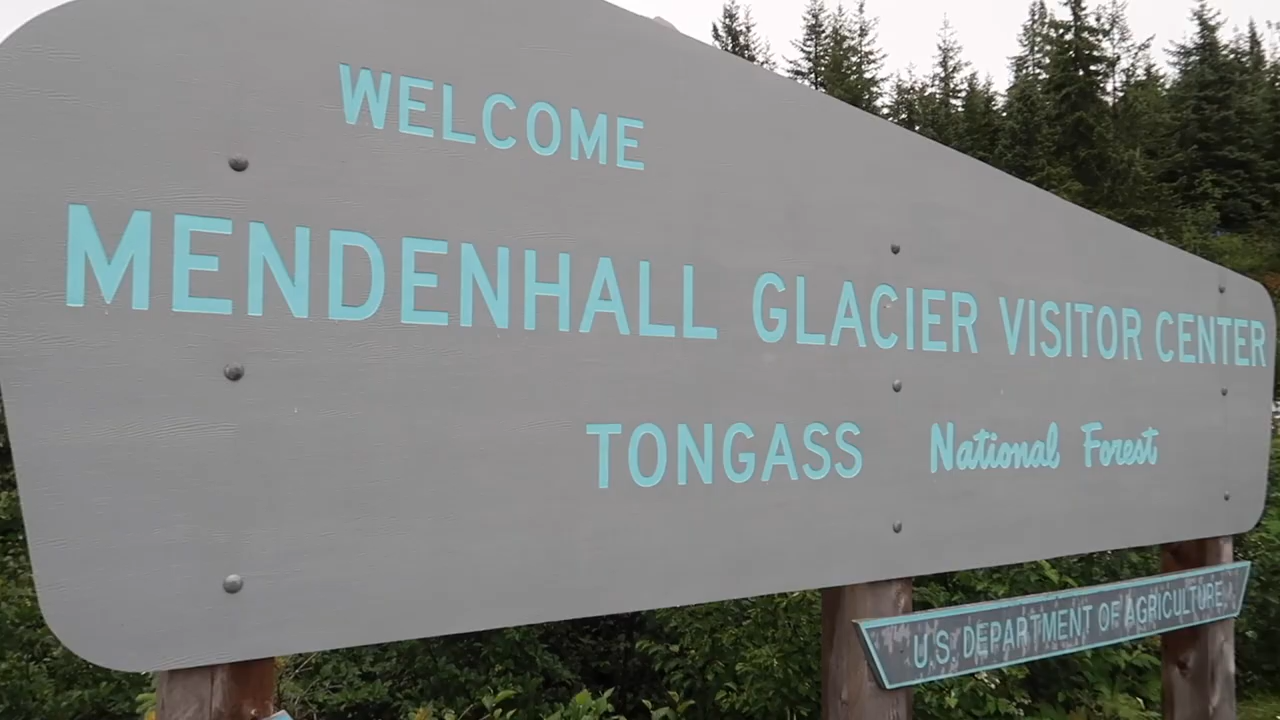 WELCOME
MENDENHALL GLACIER VISITOR CENTER
TONGASS National Forest
U.S. DEPARTMENT OF AGRICULTURE